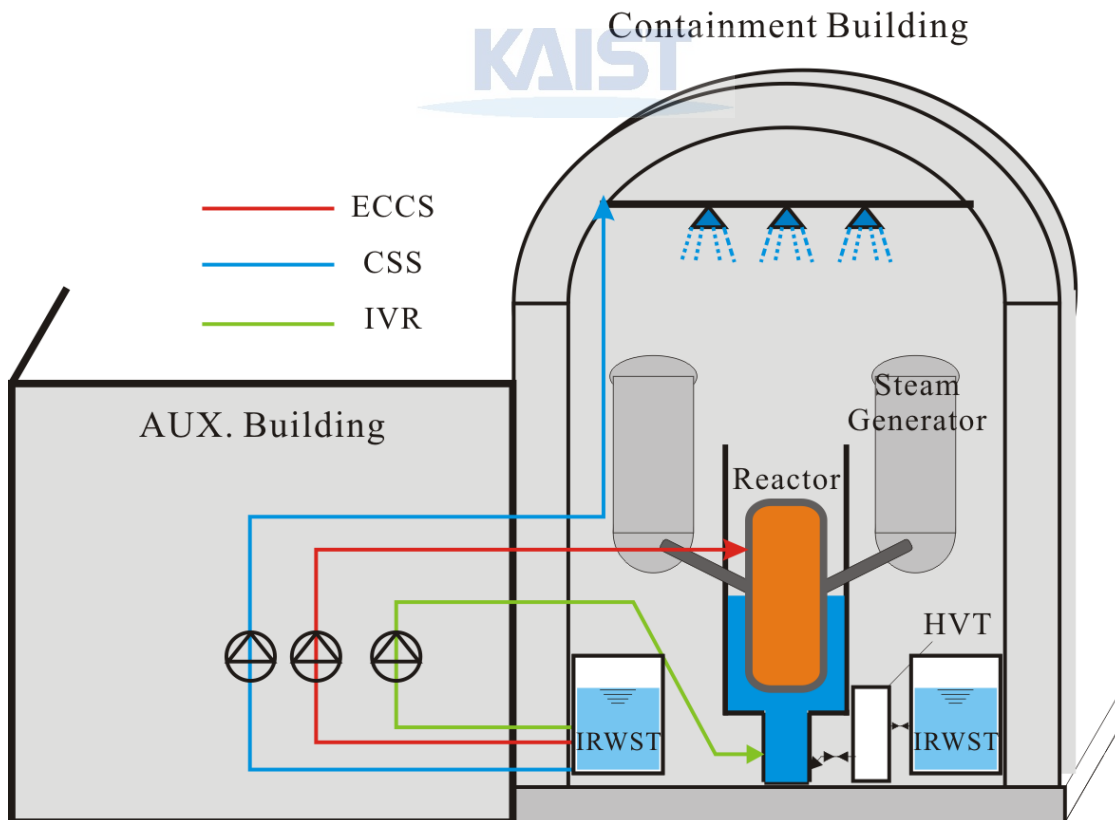 Containment Building
KAIST
ECCS
CSS
IVR
Steam
Generator
AUX. Building
Reactor
HVT
IRWST
IRWST